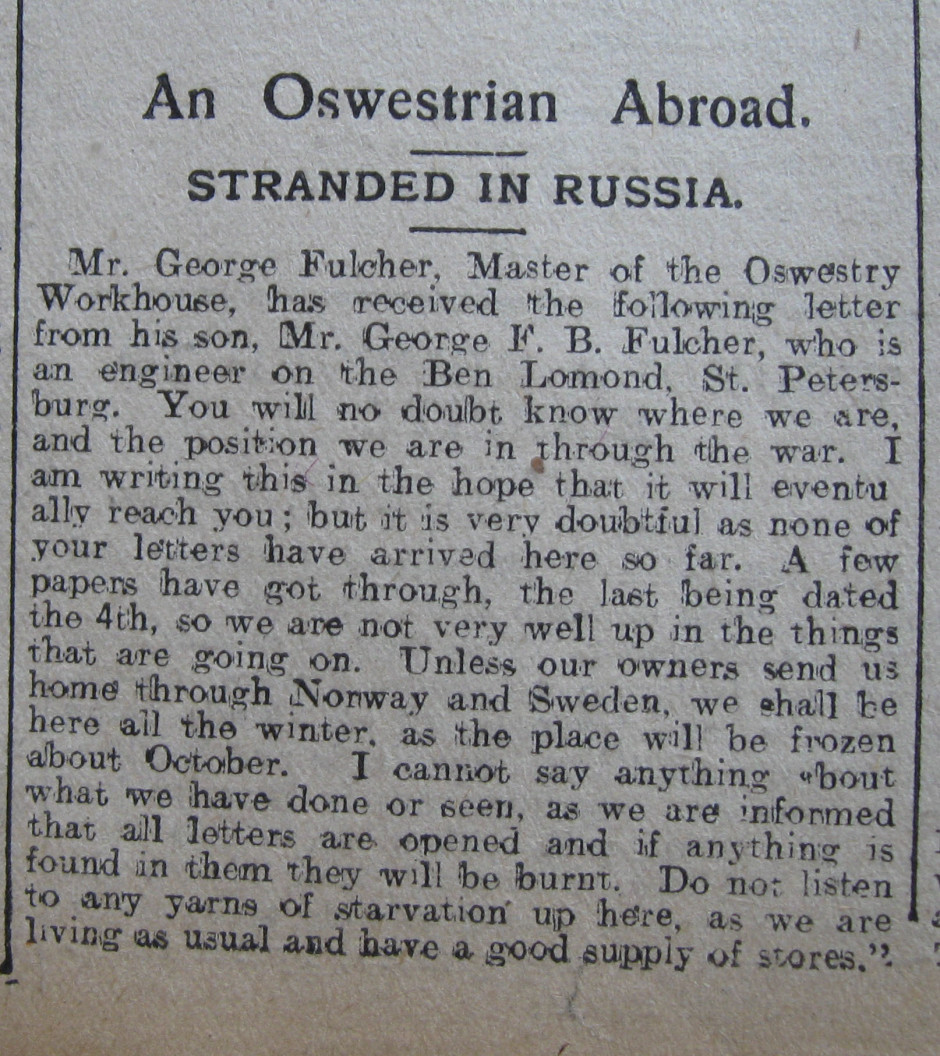 An Oswestrian Abroad.
STRANDED IN RUSSIA.
Mr. George Fulcher, Master of the Oswestry
Workhouse, has received the following letter
from his son, Mr. George F. B. Fulcher, who is
an engineer on the Ben Lomond, St. Peters-
burg. You will no doubt know where we are,
and the position we are in through the war. I
am writing this in the hope that it will eventu
ally reach you; but it is very doubtful as none of
your letters have arrived here so far. A few
papers have got through, the last being dated
the 4th, so we are not very well up in the things
that are going on. Unless our owners send us
home through Norway and Sweden, we shall be
here all the winter, as the place will be frozen
about October. I cannot say anything about
what we have done or seen, as we are informed
that all letters are opened and if anything is
found in them they will be burnt. Do not listen
to any yarns of starvation up here, as we are
living as usual and have a good supply of stores."